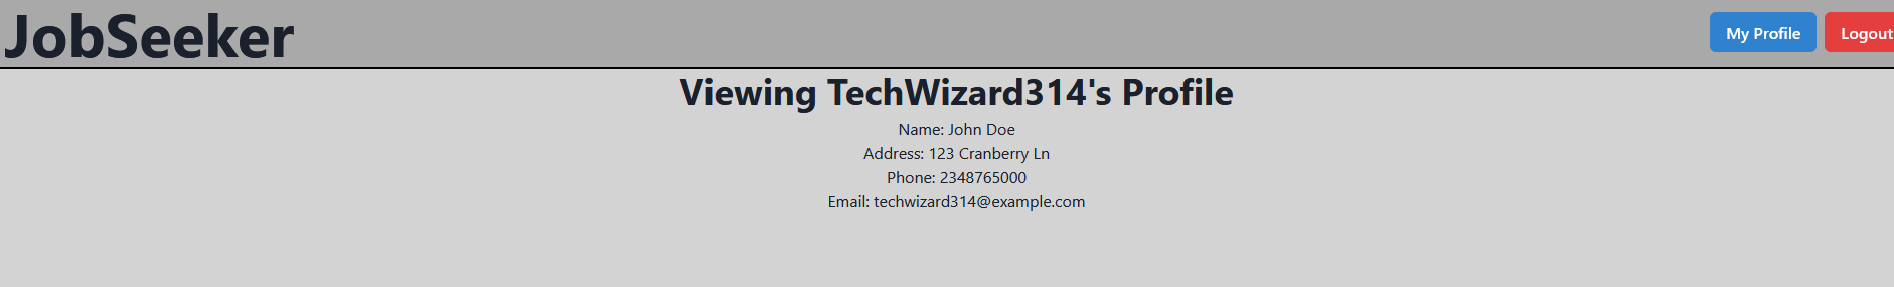 JobSeeker
My Profile
Logout
Viewing TechWizard314's Profile
Name: John Doe
Address: 123 Cranberry Ln
Phone: 2348765000
Email: techwizard314@example.com